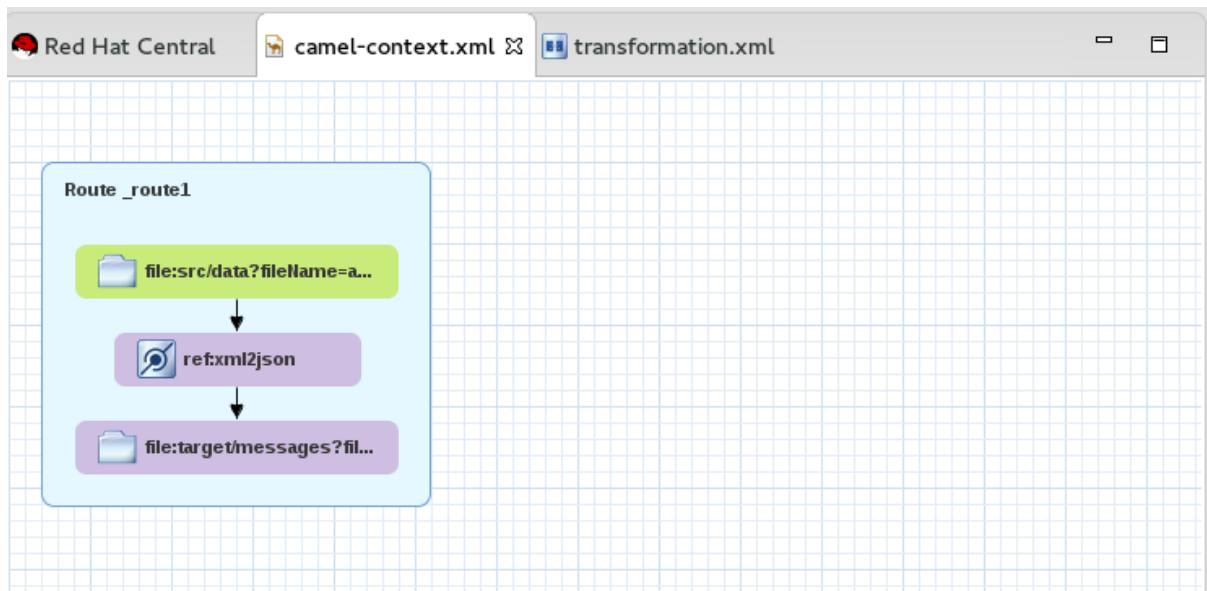 Red Hat Central camel-context.xml transformation.xml
Route _route1
file:src/data?fileName=a...
ref:xml2json
file:target/messages?fil...